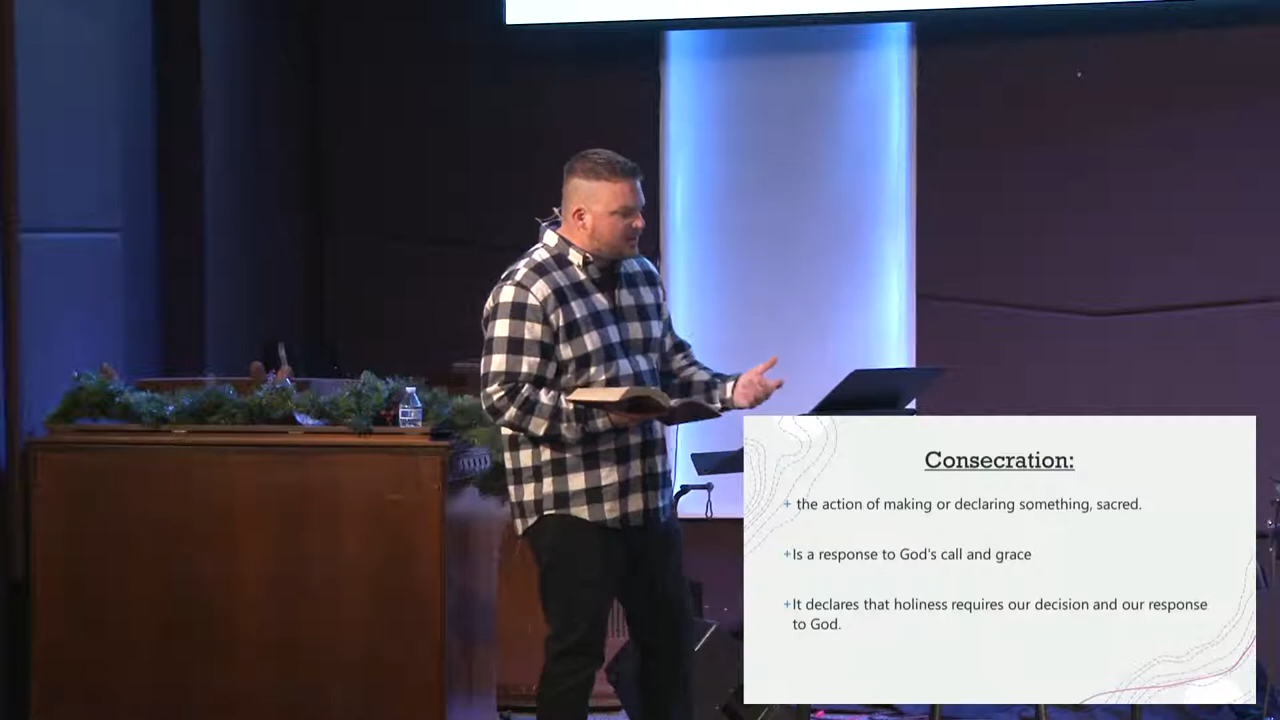 Consecration:
+ the action of making or declaring something, sacred.
+Is a response to God's call and grace
+It declares that holiness requires our decision and our response
to God.